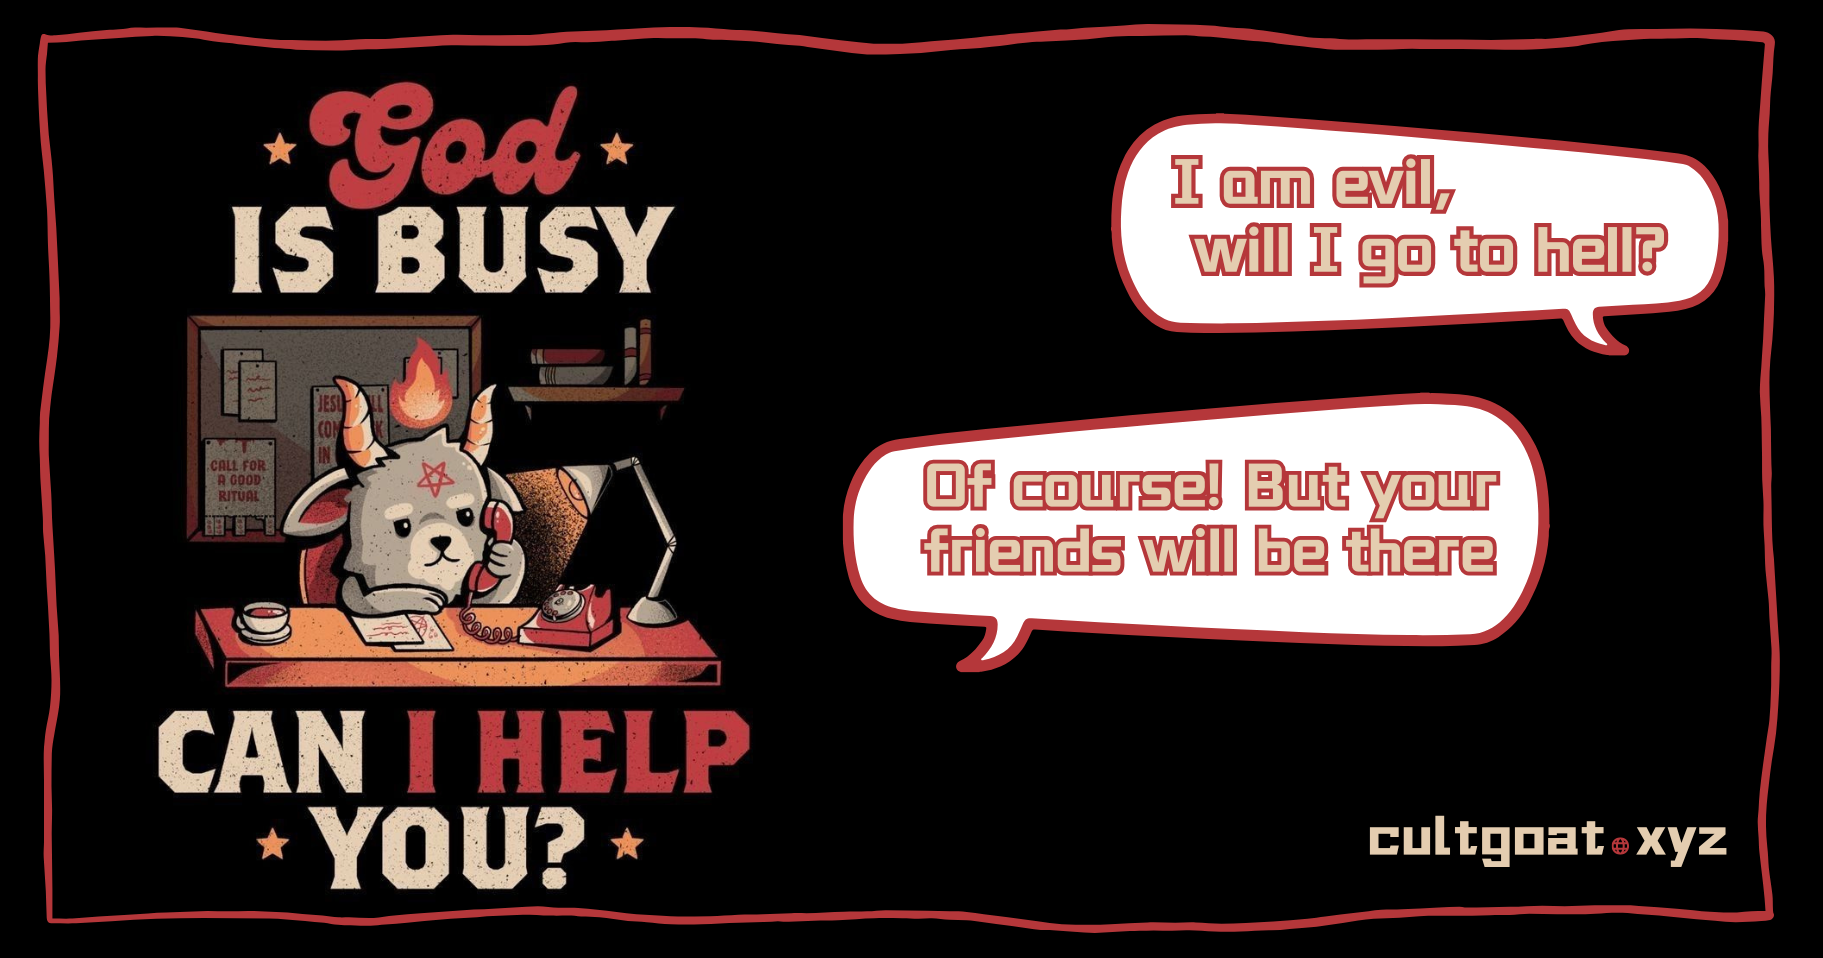 God
IS BUSY
CALL FOR
A GOOD
RITUAL
CAN I HELP
YOU?
I am evil,
will I go to hell?
Of course! But your
friends will be there
cultgoat.xyz